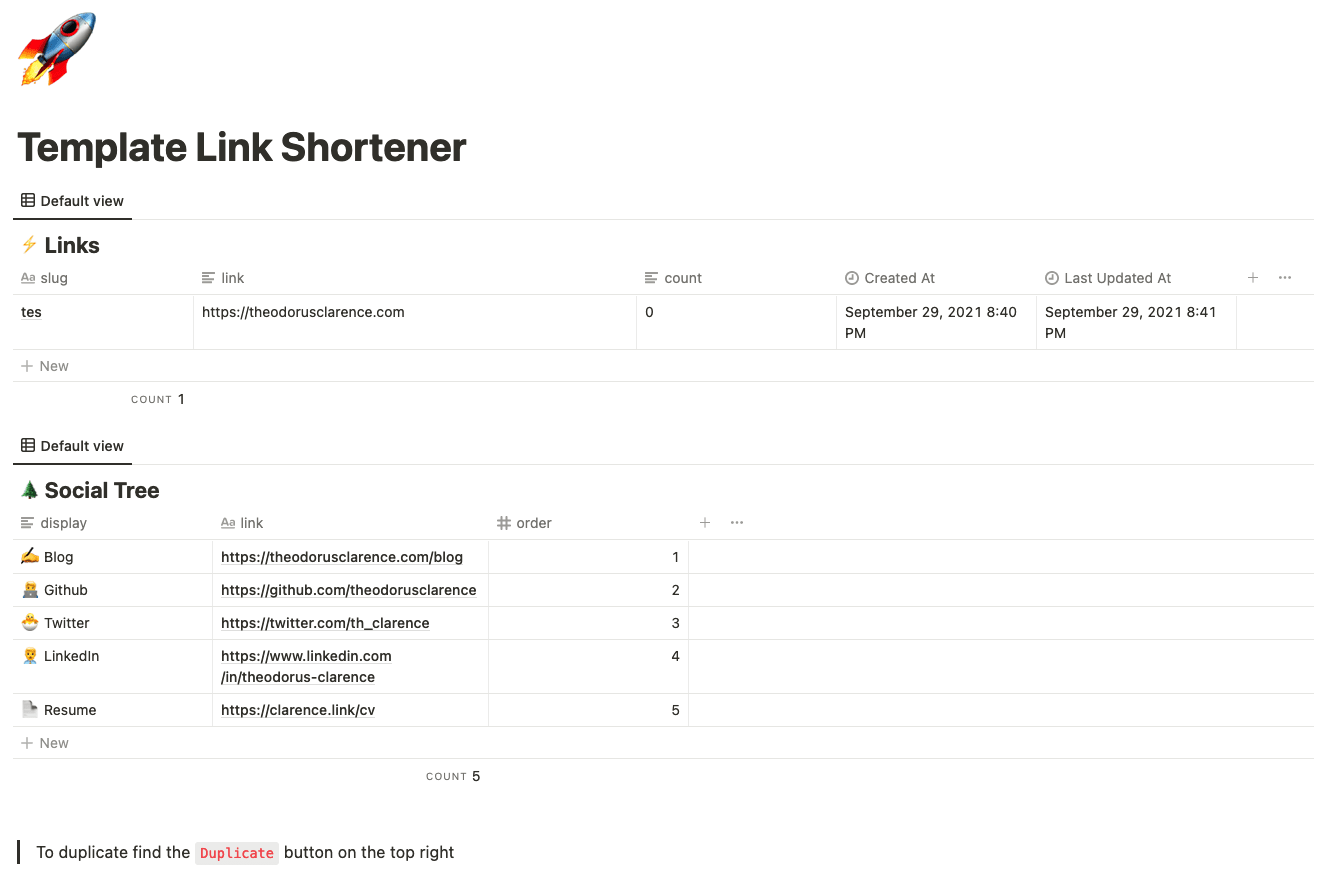 Template Link Shortener
Default view
⚡ Links
Aa slug link count Created At Last Updated At
tes https://theodorusclarence.com 0 September 29, 2021 8:40 PM September 29, 2021 8:41 PM
+ New
COUNT 1
Default view
🌲 Social Tree
display Aa link # order
✍️ Blog https://theodorusclarence.com/blog 1
👨‍💻 Github https://github.com/theodorusclarence 2
🐣 Twitter https://twitter.com/th_clarence 3
👨‍💼 LinkedIn https://www.linkedin.com/in/theodorus-clarence 4
📄 Resume https://clarence.link/cv 5
+ New
COUNT 5
To duplicate find the Duplicate button on the top right